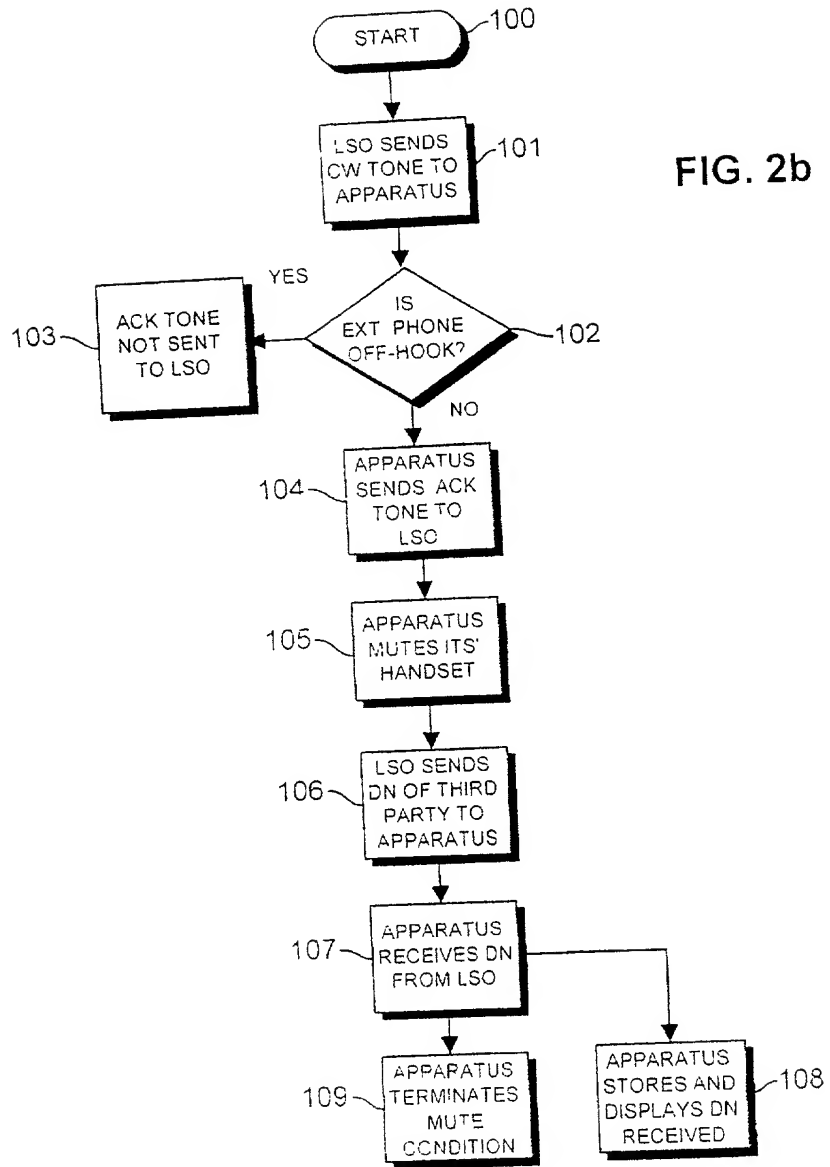 START
100
LSO SENDS
CW TONE TO
APPARATUS
101
FIG. 2b
YES
IS
EXT PHONE
OFF-HOOK?
102
103
ACK TONE
NOT SENT
TO LSO
NO
104
APPARATUS
SENDS ACK
TONE TO
LSO
105
APPARATUS
MUTES ITS'
HANDSET
106
LSO SENDS
DN OF THIRD
PARTY TO
APPARATUS
107
APPARATUS
RECEIVES DN
FROM LSO
109
APPARATUS
TERMINATES
MUTE
CONDITION
APPARATUS
STORES AND
DISPLAYS DN
RECEIVED
108